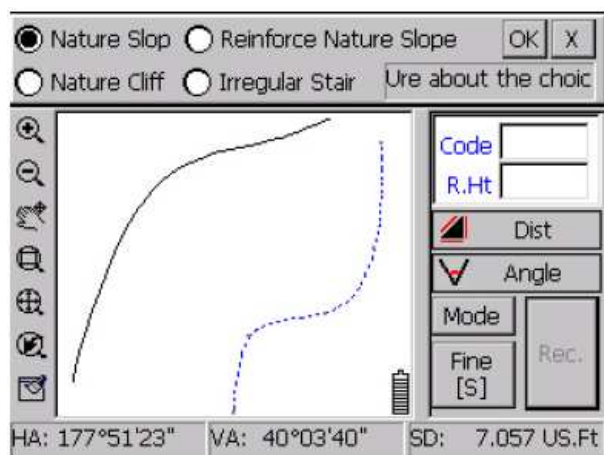 Nature Slop Reinforce Nature Slope OK X
Nature Cliff Irregular Stair Ure about the choic
Code
R.Ht
Dist
Angle
Mode
Fine
[S]
Rec.
HA: 177°51'23" VA: 40°03'40" SD: 7.057 US.Ft